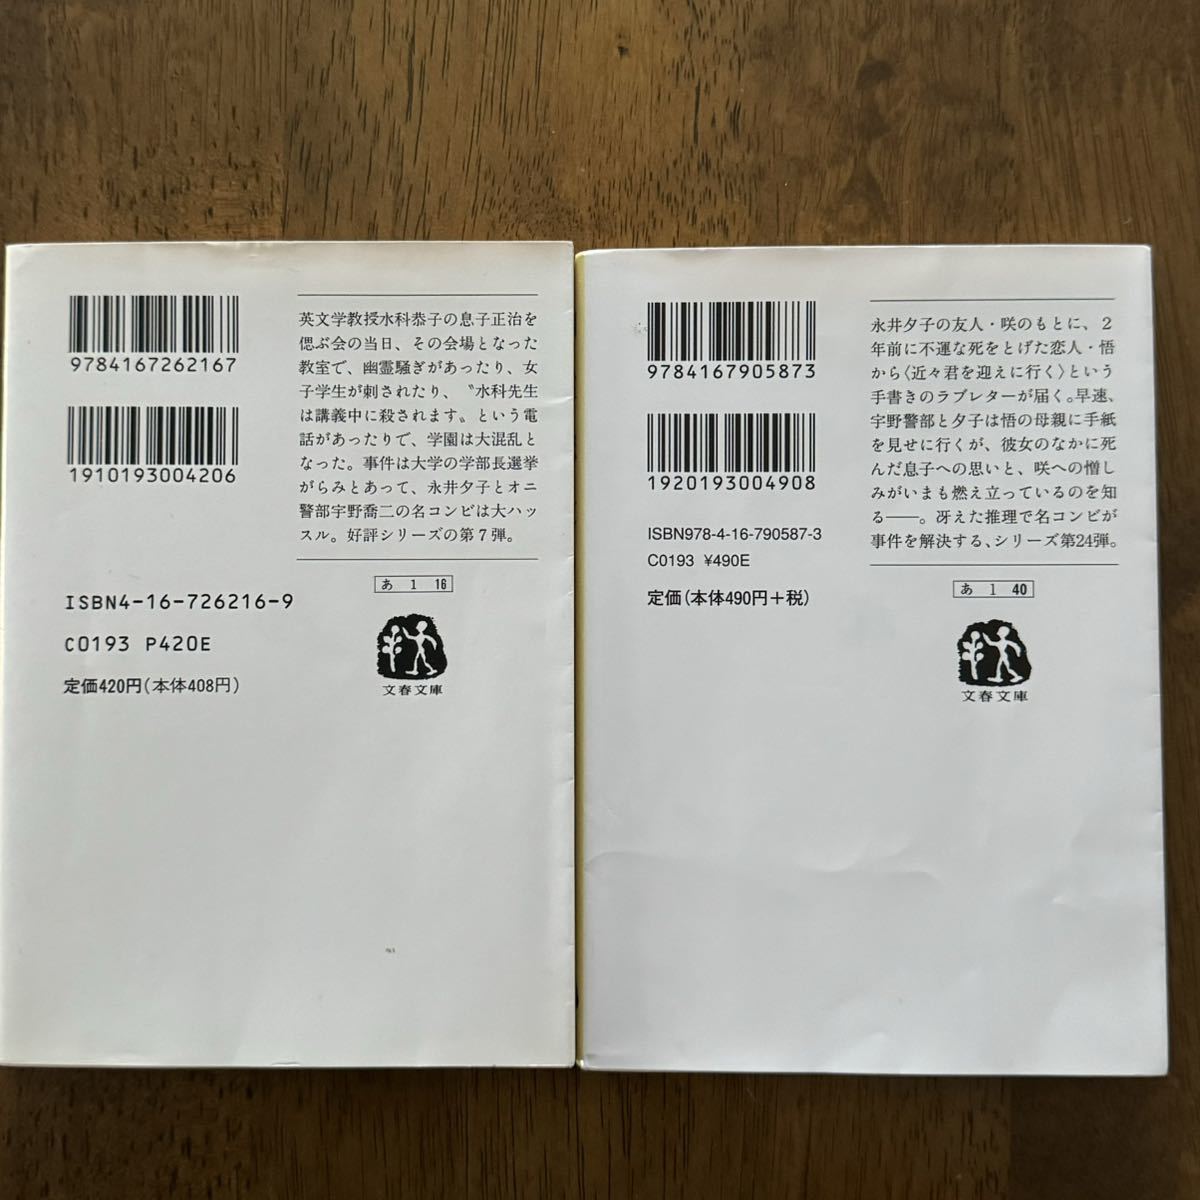 9784167262167
1910193004206
英文学教授水科恭子の息子正治を
偲ぶ会の当日、その会場となった
教室で、幽霊騒ぎがあったり、女
子学生が刺されたり、〝水科先生
は講義中に殺されます〟という電
話があったりで、学園は大混乱と
なった。事件は大学の学部長選挙
がらみとあって、永井夕子とオニ
警部宇野喬二の名コンビは大ハッ
スル。好評シリーズの第7弾。
ISBN4-16-726216-9
C0193 P420E
定価420円(本体408円)
あ 1 16
文春文庫
9784167905873
1920193004908
ISBN978-4-16-790587-3
C0193 ¥490E
定価(本体490円+税)
永井夕子の友人・咲のもとに、2
年前に不運な死をとげた恋人・悟
から〈近々君を迎えに行く〉という
手書きのラブレターが届く。早速、
宇野警部と夕子は悟の母親に手紙
を見せに行くが、彼女のなかに死
んだ息子への思いと、咲への憎し
みがいまも燃え立っているのを知
る――。冴えた推理で名コンビが
事件を解決する、シリーズ第24弾。
あ 1 40
文春文庫